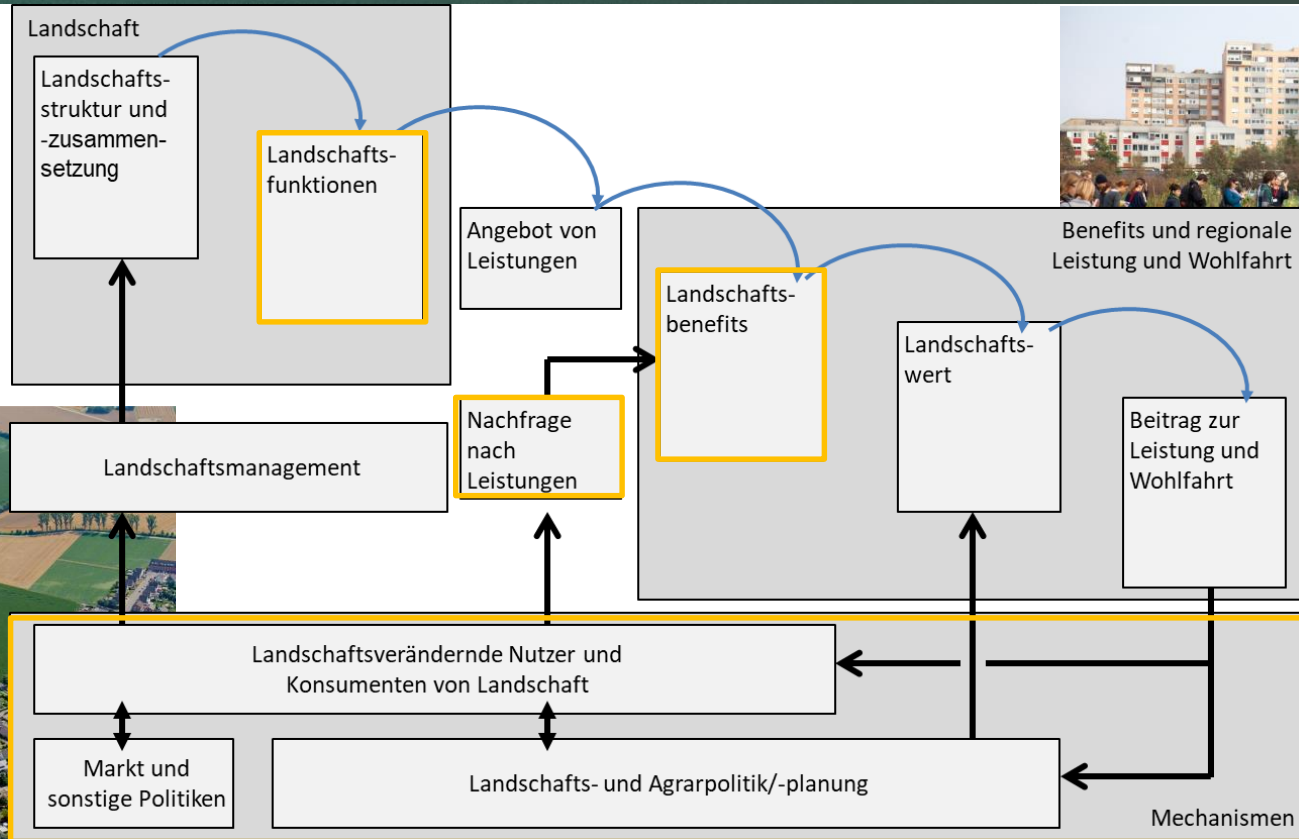 Landschaft
Landschafts-
struktur und
-zusammen-
setzung
Landschafts-
funktionen
Angebot von
Leistungen
Benefits und regionale
Leistung und Wohlfahrt
Landschafts-
benefits
Landschafts-
wert
Nachfrage
nach
Leistungen
Beitrag zur
Leistung und
Wohlfahrt
Landschaftsmanagement
Landschaftsverändernde Nutzer und
Konsumenten von Landschaft
Markt und
sonstige Politiken
Landschafts- und Agrarpolitik/-planung
Mechanismen